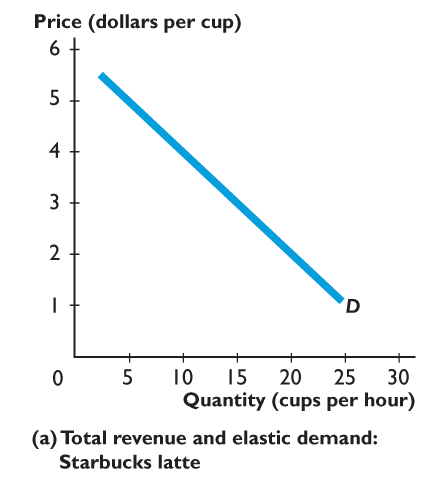 Price (dollars per cup)
6
5
4
3
2
1
D
0 5 10 15 20 25 30
Quantity (cups per hour)
(a) Total revenue and elastic demand:
Starbucks latte